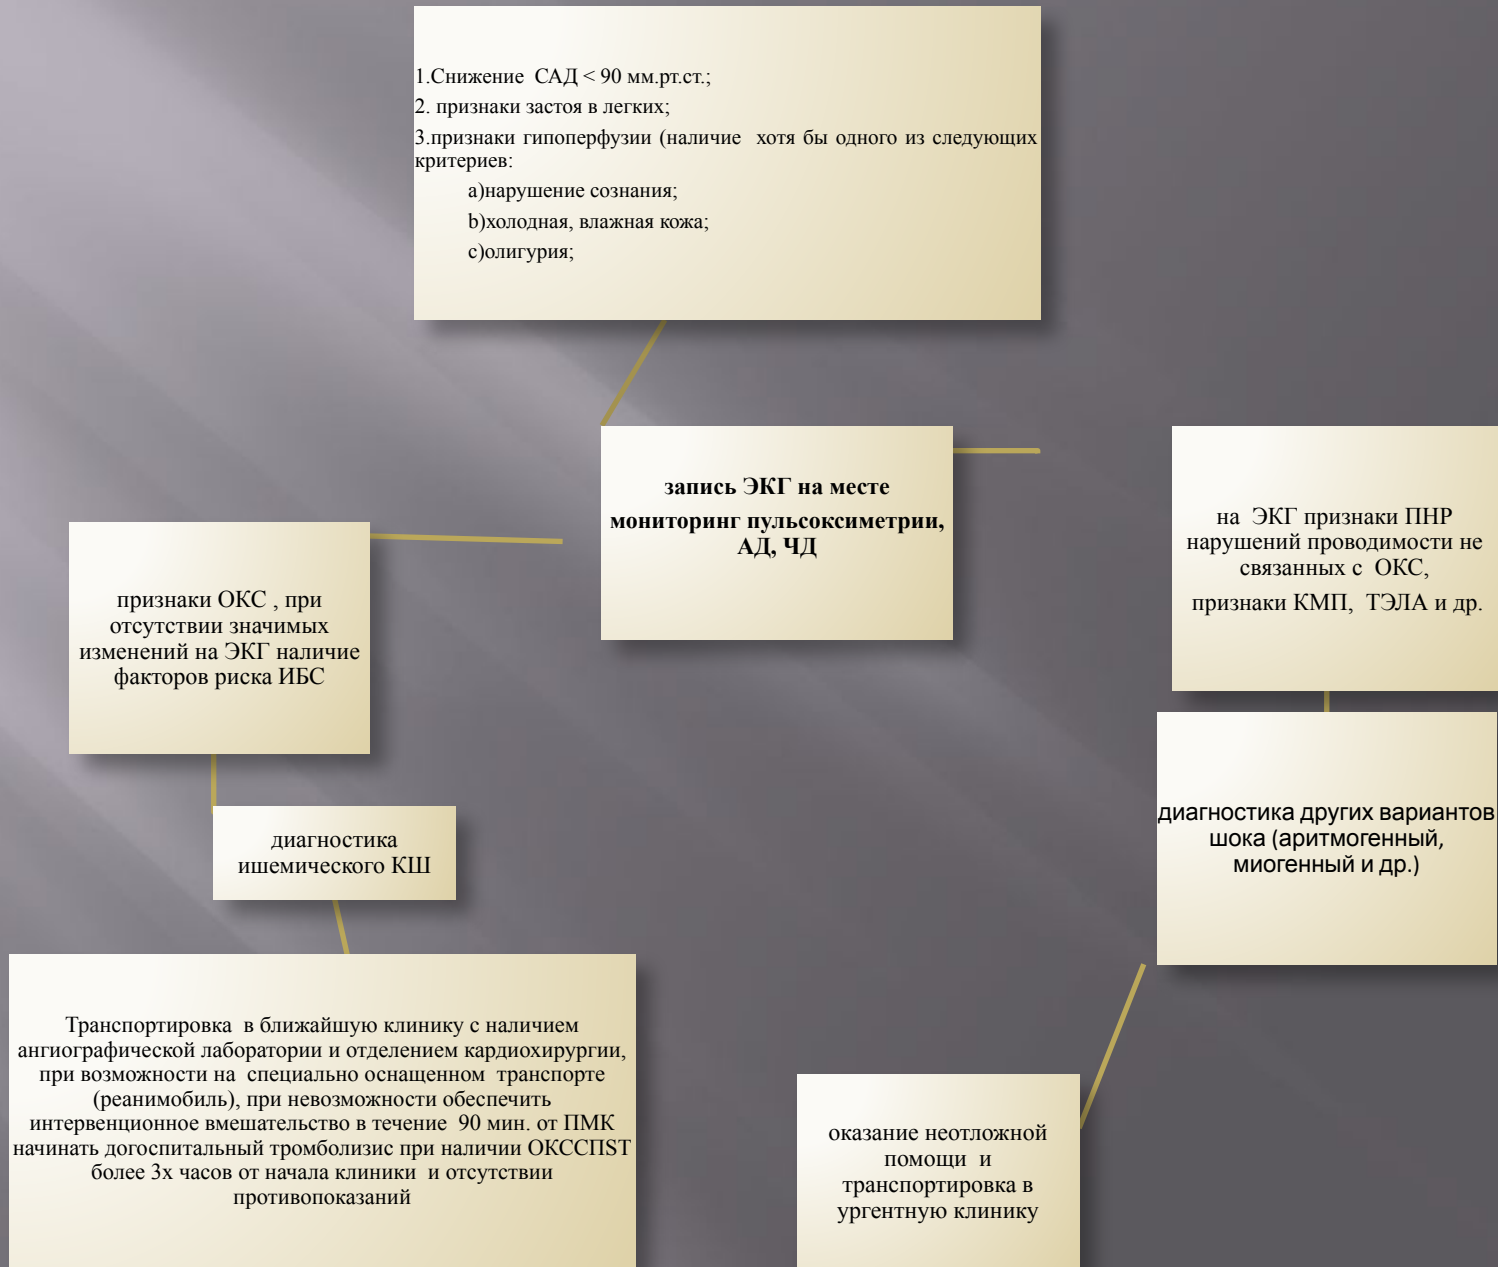 1.Снижение САД < 90 мм.рт.ст.;
2. признаки застоя в легких;
3.признаки гипоперфузии (наличие хотя бы одного из следующих
критериев:
a)нарушение сознания;
b)холодная, влажная кожа;
c)олигурия;
запись ЭКГ на месте
мониторинг пульсоксиметрии,
АД, ЧД
признаки ОКС , при
отсутствии значимых
изменений на ЭКГ наличие
факторов риска ИБС
на ЭКГ признаки ПНР
нарушений проводимости не
связанных с ОКС,
признаки КМП, ТЭЛА и др.
диагностика
ишемического КШ
диагностика других вариантов
шока (аритмогенный,
миогенный и др.)
Транспортировка в ближайшую клинику с наличием
ангиографической лаборатории и отделением кардиохирургии,
при возможности на специально оснащенном транспорте
(реанимобиль), при невозможности обеспечить
интервенционное вмешательство в течение 90 мин. от ПМК
начинать догоспитальный тромболизис при наличии ОКССПST
более 3х часов от начала клиники и отсутствии
противопоказаний
оказание неотложной
помощи и
транспортировка в
ургентную клинику